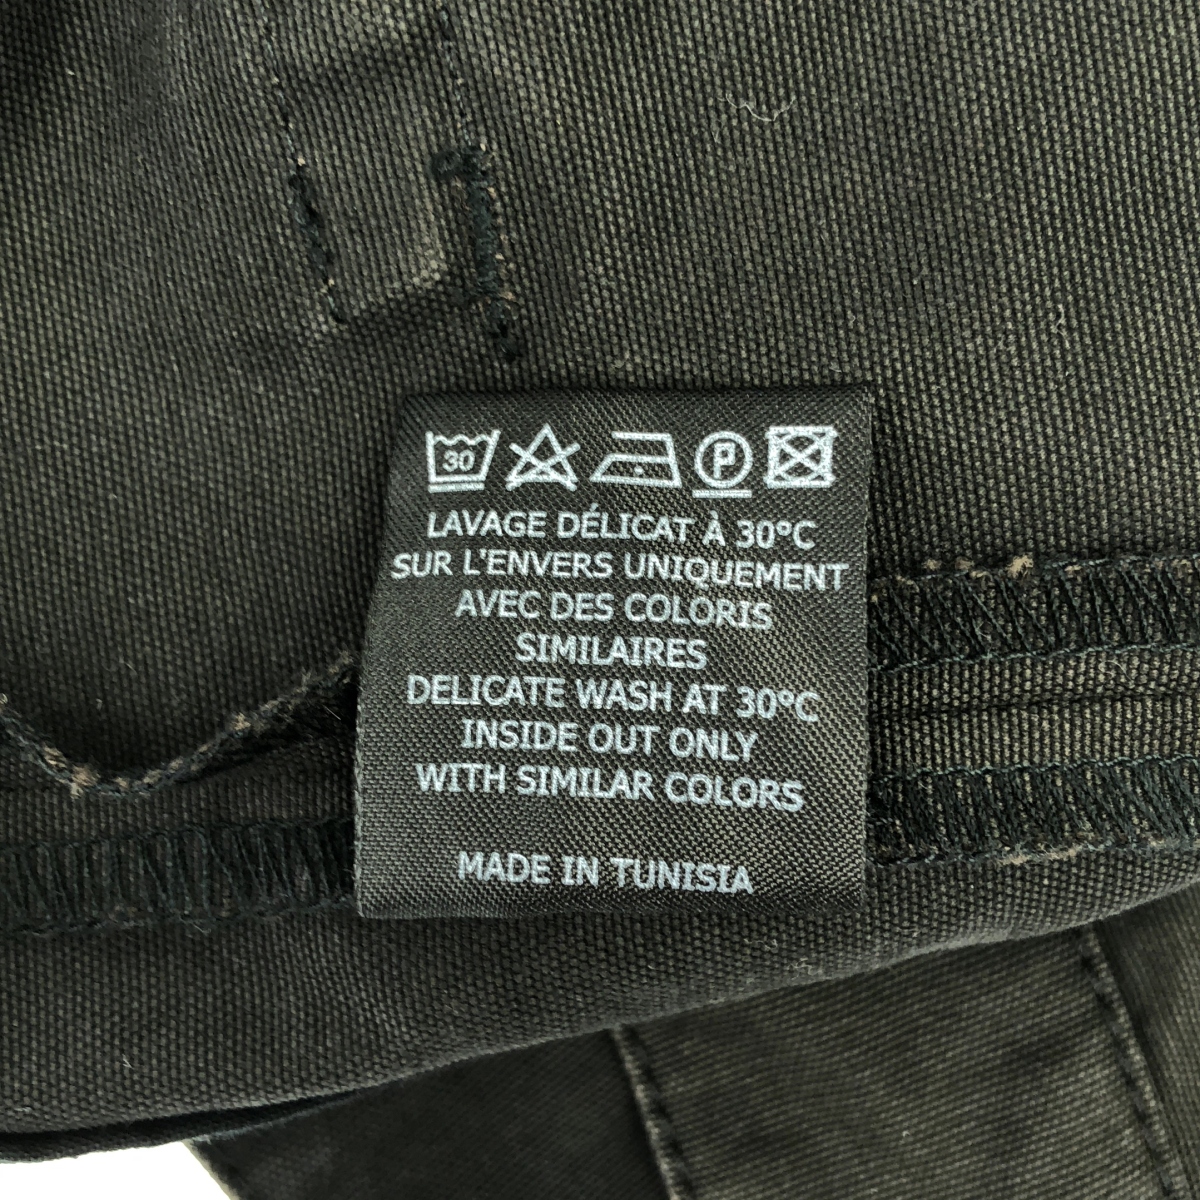 30 P
LAVAGE DÉLICAT À 30°C
SUR L'ENVERS UNIQUEMENT
AVEC DES COLORIS
SIMILAIRES
DELICATE WASH AT 30°C
INSIDE OUT ONLY
WITH SIMILAR COLORS
MADE IN TUNISIA